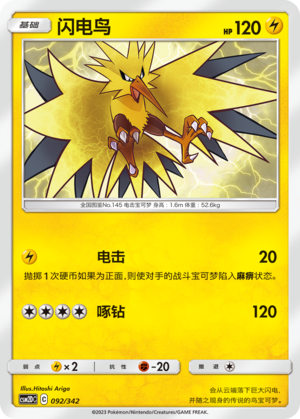 基础 闪电鸟 HP 120
全国图鉴No.145 电击宝可梦 身高：1.6m 体重：52.6kg
电击 20
抛掷1次硬币如果为正面，则使对手的战斗宝可梦陷入麻痹状态。
啄钻 120
弱点 ×2 抗性 -20 撤退
Illus.Hitoshi Ariga
CSM2DC C 092/342
会从云端落下巨大闪电，
并随之现身的传说的鸟宝可梦。
©2023 Pokémon/Nintendo/Creatures/GAME FREAK.